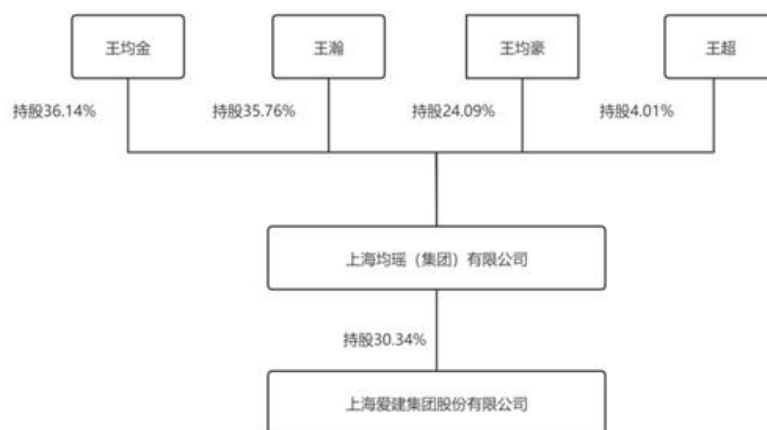 王均金
王瀚
王均豪
王超
持股36.14%
持股35.76%
持股24.09%
持股4.01%
上海均瑶（集团）有限公司
持股30.34%
上海爱建集团股份有限公司